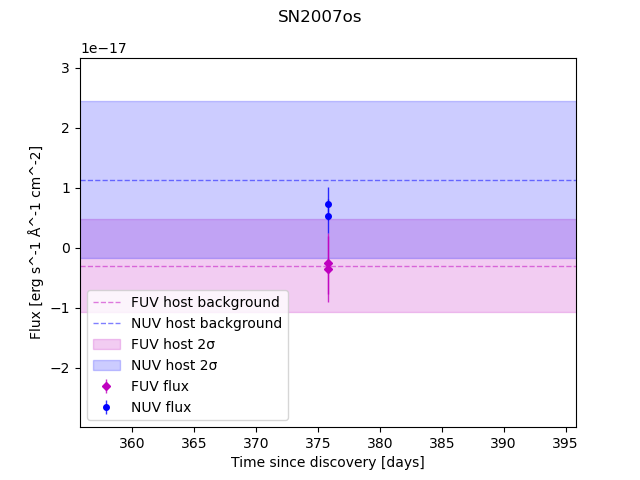 SN2007os
1e−17
3
2
1
0
−1
−2
Flux [erg s^-1 Å^-1 cm^-2]
FUV host background
NUV host background
FUV host 2σ
NUV host 2σ
FUV flux
NUV flux
360 365 370 375 380 385 390 395
Time since discovery [days]